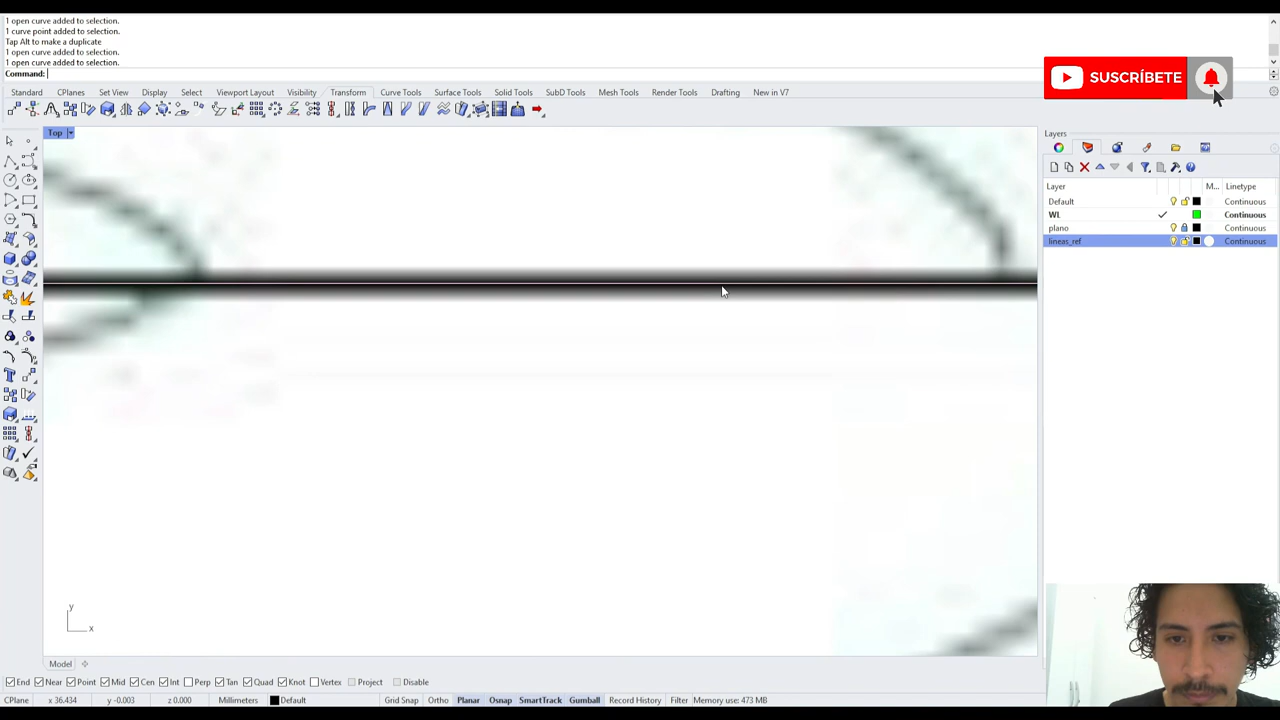 1 open curve added to selection.
1 curve point added to selection.
Tap Alt to make a duplicate
1 open curve added to selection.
1 open curve added to selection.
Command:
SUSCRÍBETE
Standard CPlanes Set View Display Select Viewport Layout Visibility Transform Curve Tools Surface Tools Solid Tools SubD Tools Mesh Tools Render Tools Drafting New in V7
Top
Layers
Layer M... Linetype
Default Continuous
WL Continuous
plano Continuous
lineas_ref Continuous
y
x
Model
End Near Point Mid Cen Int Perp Tan Quad Knot Vertex Project Disable
CPlane x 36.434 y -0.003 z 0.000 Millimeters Default Grid Snap Ortho Planar Osnap SmartTrack Gumball Record History Filter Memory use: 473 MB